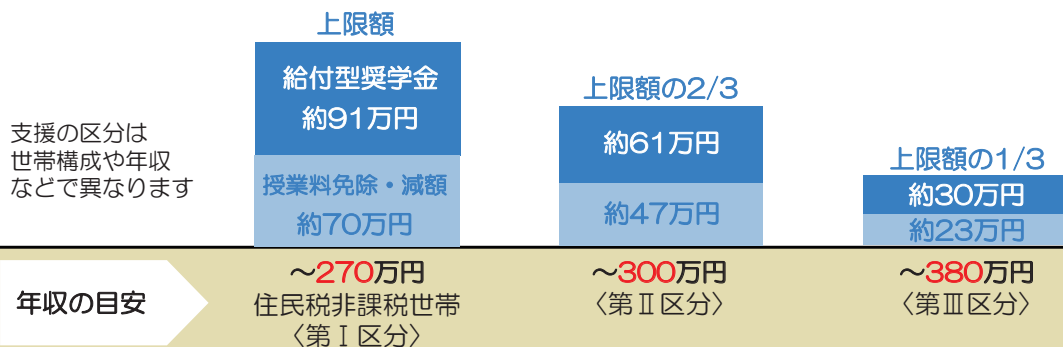 支援の区分は
世帯構成や年収
などで異なります
上限額
給付型奨学金
約91万円
授業料免除・減額
約70万円
上限額の2/3
約61万円
約47万円
上限額の1/3
約30万円
約23万円
年収の目安
～270万円
住民税非課税世帯
〈第Ⅰ区分〉
～300万円
〈第Ⅱ区分〉
～380万円
〈第Ⅲ区分〉